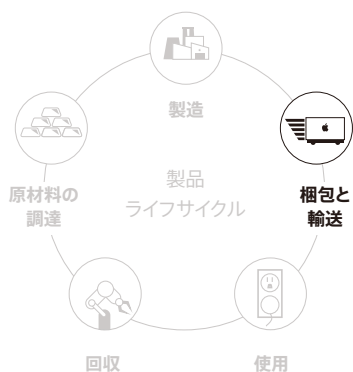 製造
原材料の
調達
製品
ライフサイクル
梱包と
輸送
回収
使用